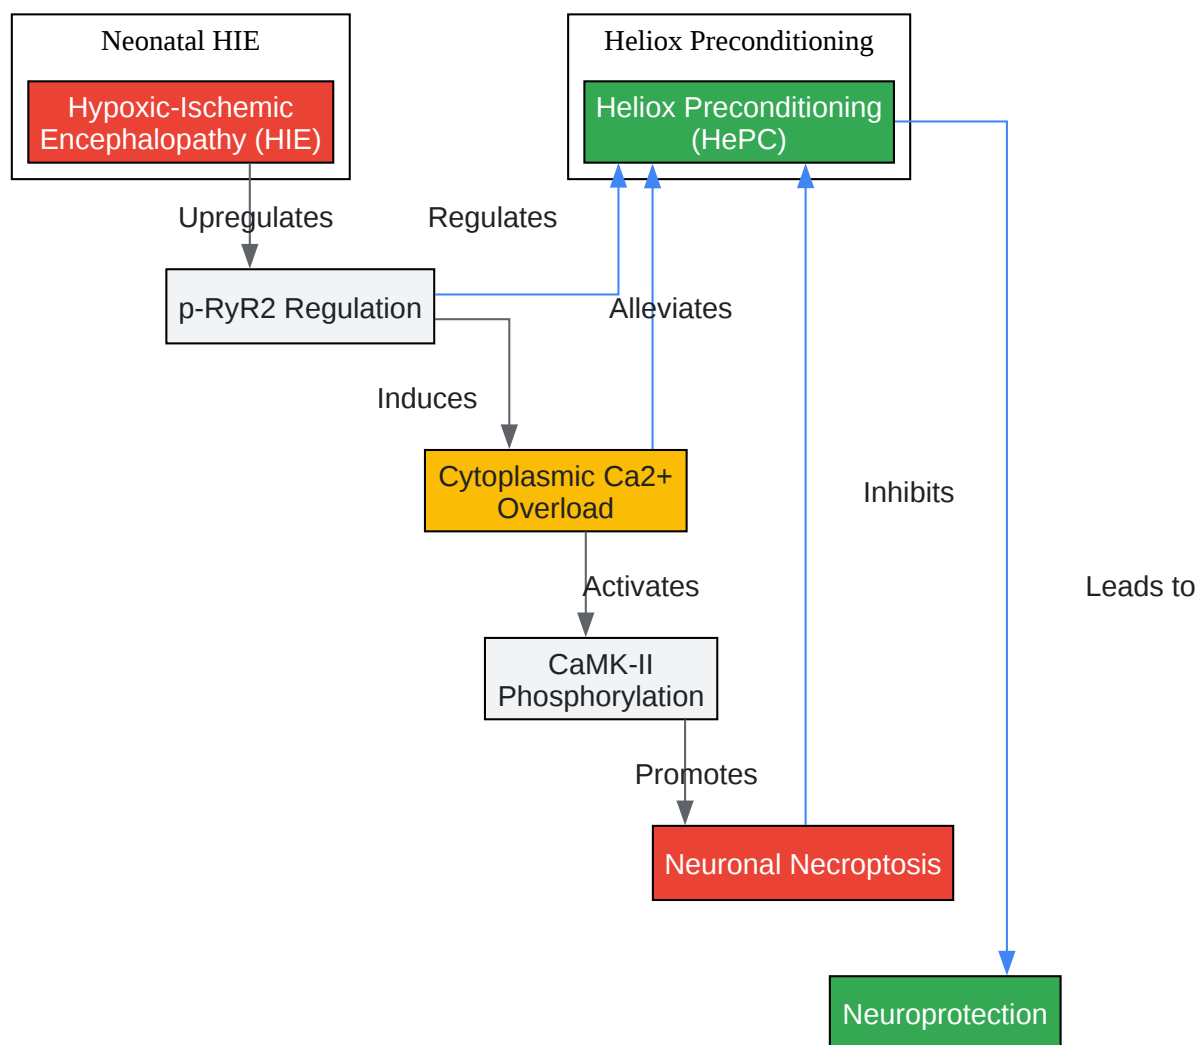 Neonatal HIE
Heliox Preconditioning
Hypoxic-Ischemic
Encephalopathy (HIE)
Heliox Preconditioning
(HePC)
Upregulates
Regulates
p-RyR2 Regulation
Alleviates
Induces
Cytoplasmic Ca2+
Overload
Inhibits
Activates
Leads to
CaMK-II
Phosphorylation
Promotes
Neuronal Necroptosis
Neuroprotection